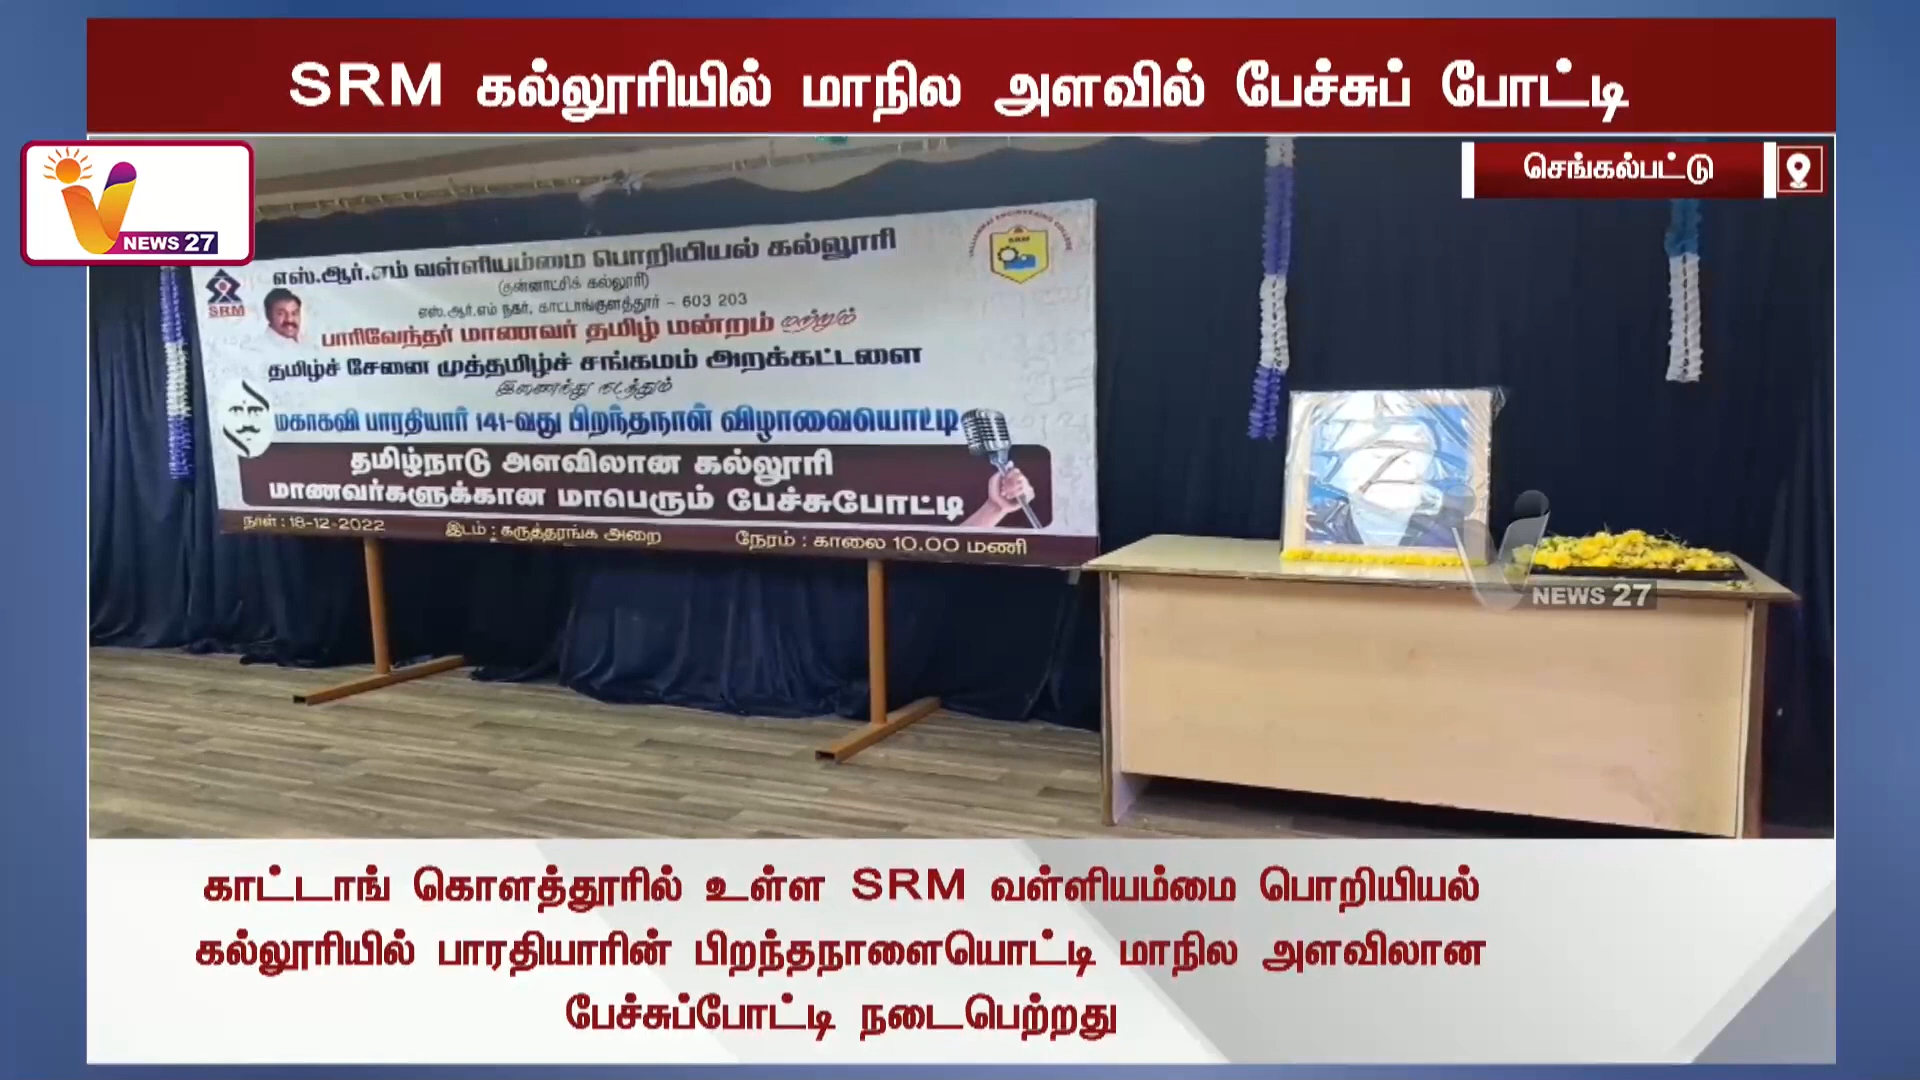 SRM கல்லூரியில் மாநில அளவில் பேச்சுப் போட்டி
செங்கல்பட்டு
NEWS 27
எஸ்.ஆர்.எம் வள்ளியம்மை பொறியியல் கல்லூரி
(தன்னாட்சிக் கல்லூரி)
எஸ்.ஆர்.எம் நகர், காட்டாங்குளத்தூர் - 603 203
SRM
SRM
பாரிவேந்தர் மாணவர் தமிழ் மன்றம் மற்றும்
தமிழ்ச் சேனை முத்தமிழ்ச் சங்கமம் அறக்கட்டளை
இணைந்து நடத்தும்
மகாகவி பாரதியார் 141-வது பிறந்தநாள் விழாவையொட்டி
தமிழ்நாடு அளவிலான கல்லூரி
மாணவர்களுக்கான மாபெரும் பேச்சுபோட்டி
நாள் : 18-12-2022 இடம் : கருத்தரங்க அறை நேரம் : காலை 10.00 மணி
NEWS 27
காட்டாங் கொளத்தூரில் உள்ள SRM வள்ளியம்மை பொறியியல்
கல்லூரியில் பாரதியாரின் பிறந்தநாளையொட்டி மாநில அளவிலான
பேச்சுப்போட்டி நடைபெற்றது